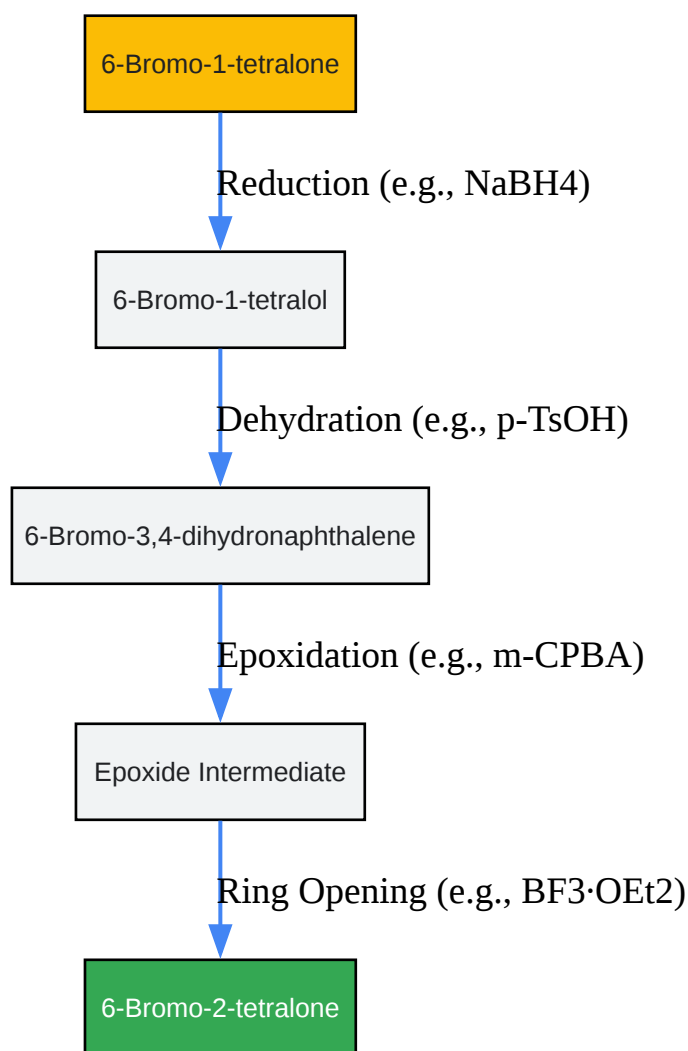 6-Bromo-1-tetralone
Reduction (e.g., NaBH4)
6-Bromo-1-tetralol
Dehydration (e.g., p-TsOH)
6-Bromo-3,4-dihydronaphthalene
Epoxidation (e.g., m-CPBA)
Epoxide Intermediate
Ring Opening (e.g., BF3·OEt2)
6-Bromo-2-tetralone